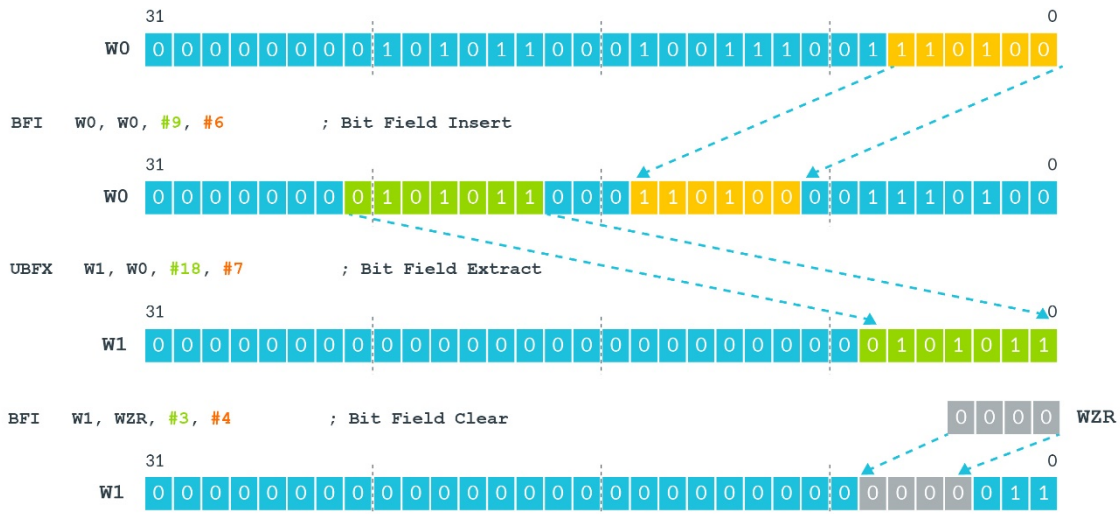 31 0
W0 0 0 0 0 0 0 0 0 1 0 1 0 1 1 0 0 0 1 0 0 1 1 1 0 0 1 1 1 0 1 0 0
BFI W0, W0, #9, #6 ; Bit Field Insert
31 0
W0 0 0 0 0 0 0 0 0 1 0 1 0 1 1 0 0 0 1 1 0 1 0 0 0 0 1 1 1 0 1 0 0
UBFX W1, W0, #18, #7 ; Bit Field Extract
31 0
W1 0 0 0 0 0 0 0 0 0 0 0 0 0 0 0 0 0 0 0 0 0 0 0 0 0 0 1 0 1 0 1 1
BFI W1, WZR, #3, #4 ; Bit Field Clear 0 0 0 0 WZR
31 0
W1 0 0 0 0 0 0 0 0 0 0 0 0 0 0 0 0 0 0 0 0 0 0 0 0 0 0 0 0 0 0 1 1